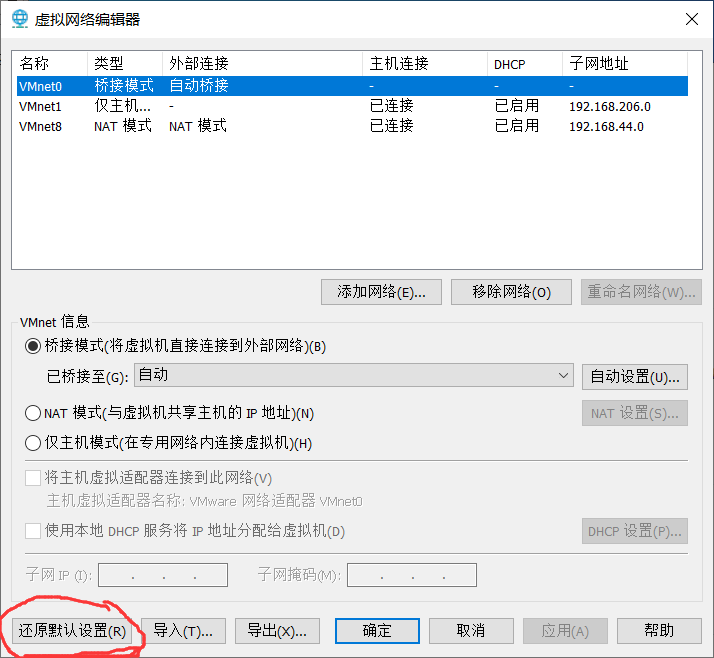 虚拟网络编辑器
名称 类型 外部连接 主机连接 DHCP 子网地址
VMnet0 桥接模式 自动桥接 - - -
VMnet1 仅主机... - 已连接 已启用 192.168.206.0
VMnet8 NAT 模式 NAT 模式 已连接 已启用 192.168.44.0
添加网络(E)... 移除网络(O) 重命名网络(W)...
VMnet 信息
桥接模式(将虚拟机直接连接到外部网络)(B)
已桥接至(G): 自动 自动设置(U)...
NAT 模式(与虚拟机共享主机的 IP 地址)(N) NAT 设置(S)...
仅主机模式(在专用网络内连接虚拟机)(H)
将主机虚拟适配器连接到此网络(V)
主机虚拟适配器名称: VMware 网络适配器 VMnet0
使用本地 DHCP 服务将 IP 地址分配给虚拟机(D) DHCP 设置(P)...
子网 IP (I): . . . 子网掩码(M): . . .
还原默认设置(R) 导入(T)... 导出(X)... 确定 取消 应用(A) 帮助